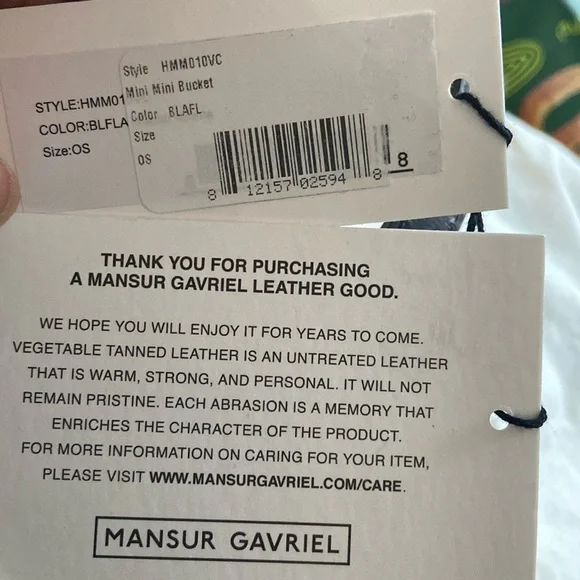 Style HMM010VC
Mini Mini Bucket
Color BLAFL
Size
OS
STYLE:HMM01
COLOR:BLFLA
Size:OS
8 12157 02594 8
8
THANK YOU FOR PURCHASING
A MANSUR GAVRIEL LEATHER GOOD.
WE HOPE YOU WILL ENJOY IT FOR YEARS TO COME.
VEGETABLE TANNED LEATHER IS AN UNTREATED LEATHER
THAT IS WARM, STRONG, AND PERSONAL. IT WILL NOT
REMAIN PRISTINE. EACH ABRASION IS A MEMORY THAT
ENRICHES THE CHARACTER OF THE PRODUCT.
FOR MORE INFORMATION ON CARING FOR YOUR ITEM,
PLEASE VISIT WWW.MANSURGAVRIEL.COM/CARE.
MANSUR GAVRIEL